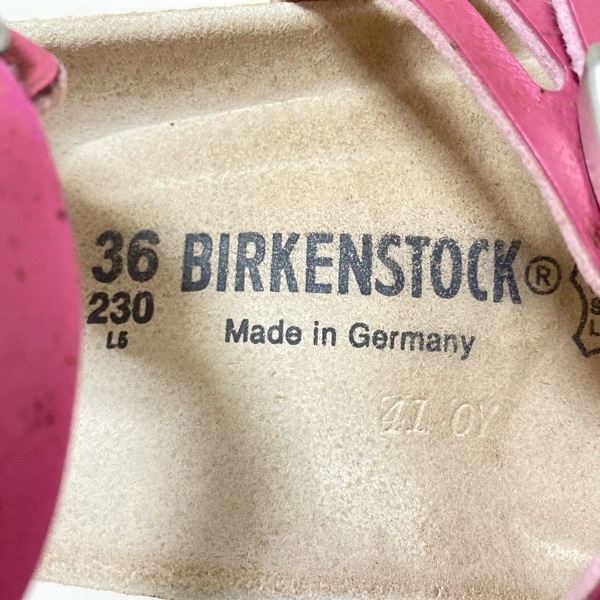 36 BIRKENSTOCK®
230
Made in Germany
L5